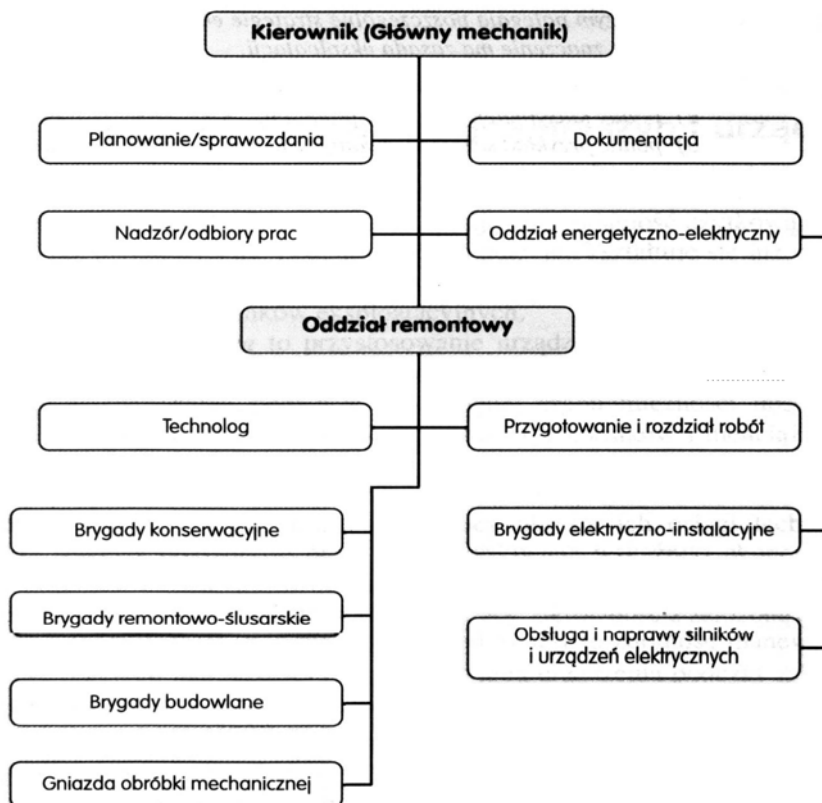 Kierownik (Główny mechanik)
Planowanie/sprawozdania
Dokumentacja
Nadzór/odbiory prac
Oddział energetyczno-elektryczny
Oddział remontowy
Technolog
Przygotowanie i rozdział robót
Brygady konserwacyjne
Brygady elektryczno-instalacyjne
Brygady remontowo-ślusarskie
Obsługa i naprawy silników
i urządzeń elektrycznych
Brygady budowlane
Gniazda obróbki mechanicznej